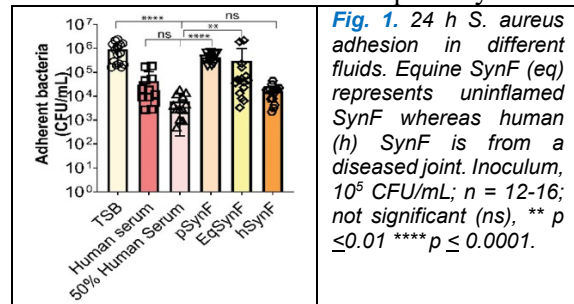 ****
ns
ns
**
****
10⁷
10⁶
10⁵
10⁴
10³
10²
10¹
10⁰
Adherent bacteria
(CFU/mL)
TSB
Human serum
50% Human Serum
pSynF
EqSynF
hSynF
Fig. 1. 24 h S. aureus
adhesion in different
fluids. Equine SynF (eq)
represents uninflamed
SynF whereas human
(h) SynF is from a
diseased joint. Inoculum,
10⁵ CFU/mL; n = 12-16;
not significant (ns), ** p
≤0.01 **** p ≤ 0.0001.